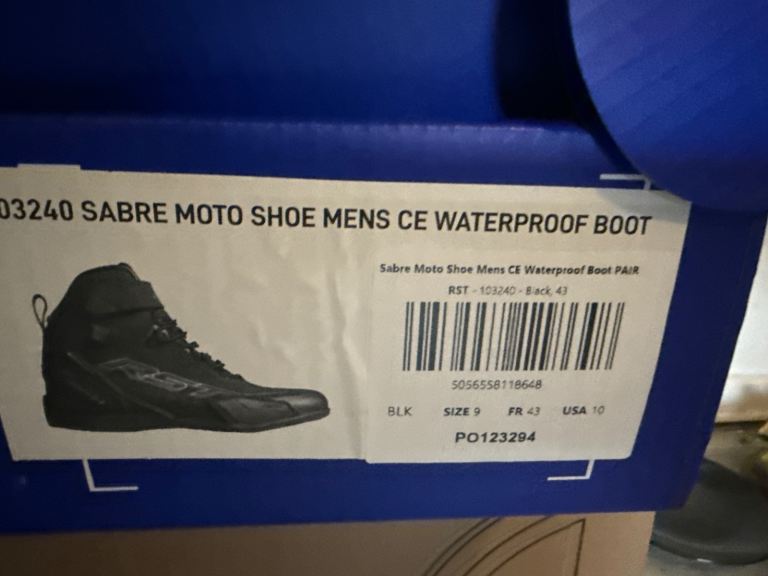 03240 SABRE MOTO SHOE MENS CE WATERPROOF BOOT
Sabre Moto Shoe Mens CE Waterproof Boot PAIR
RST - 103240 - Black, 43
5056558118648
BLK SIZE 9 FR 43 USA 10
PO123294
RST